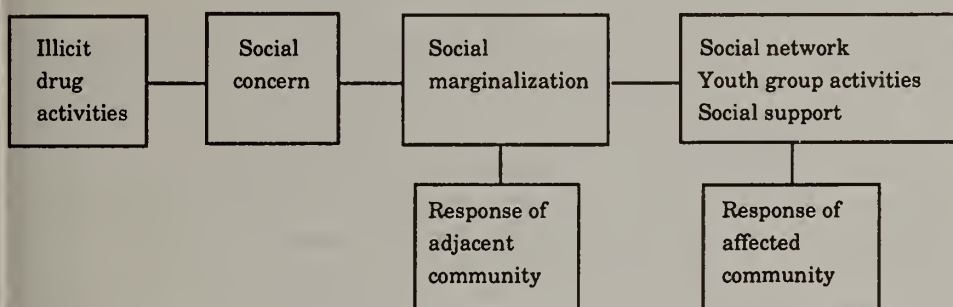 Illicit
drug
activities
Social
concern
Social
marginalization
Social network
Youth group activities
Social support
Response of
adjacent
community
Response of
affected
community